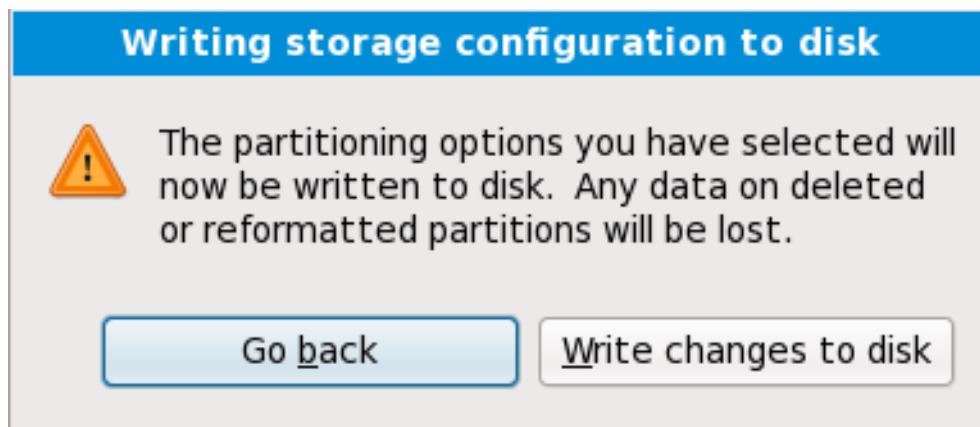 Writing storage configuration to disk
The partitioning options you have selected will
now be written to disk.  Any data on deleted
or reformatted partitions will be lost.
Go back
Write changes to disk